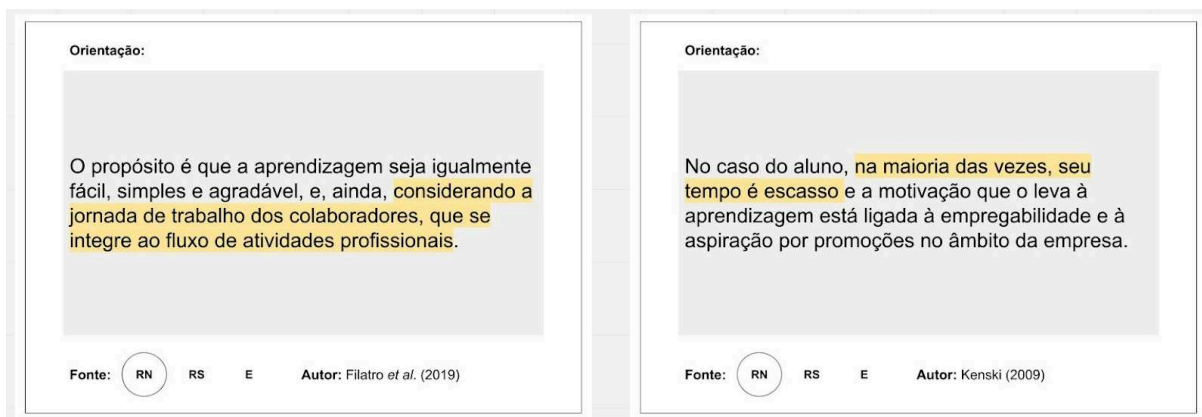 Orientação:
O propósito é que a aprendizagem seja igualmente
fácil, simples e agradável, e, ainda, considerando a
jornada de trabalho dos colaboradores, que se
integre ao fluxo de atividades profissionais.
Fonte: RN RS E Autor: Filatro et al. (2019)
Orientação:
No caso do aluno, na maioria das vezes, seu
tempo é escasso e a motivação que o leva à
aprendizagem está ligada à empregabilidade e à
aspiração por promoções no âmbito da empresa.
Fonte: RN RS E Autor: Kenski (2009)